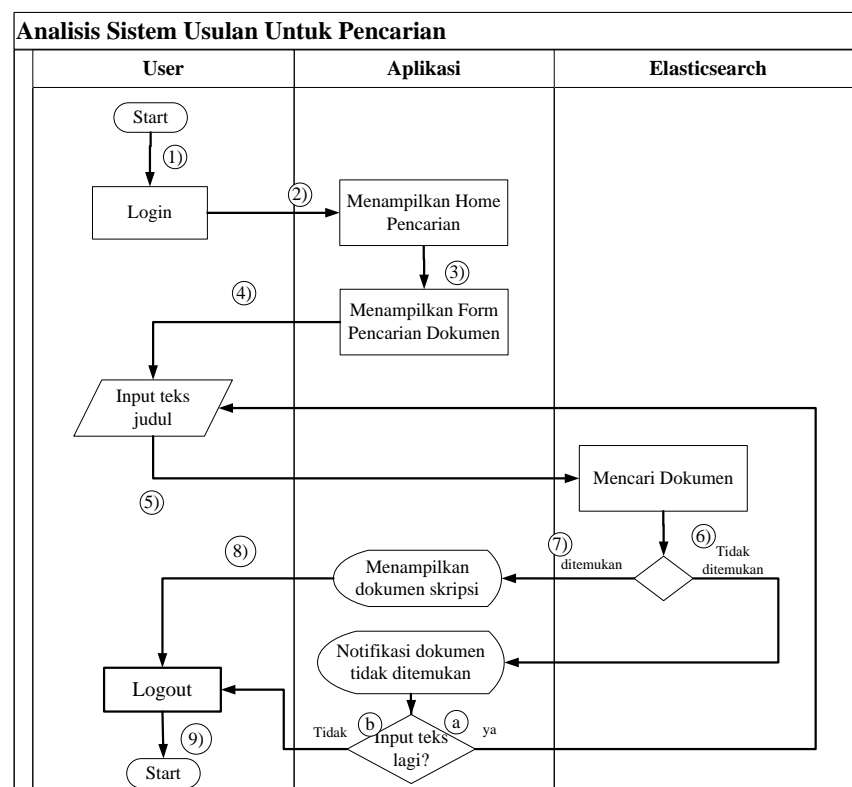 Analisis Sistem Usulan Untuk Pencarian
User
Aplikasi
Elasticsearch
Start
1)
Login
2)
Menampilkan Home
Pencarian
3)
Menampilkan Form
Pencarian Dokumen
4)
Input teks
judul
5)
Mencari Dokumen
6)
Tidak
ditemukan
7)
ditemukan
Menampilkan
dokumen skripsi
8)
Notifikasi dokumen
tidak ditemukan
Input teks
lagi?
a
ya
b
Tidak
Logout
9)
Start